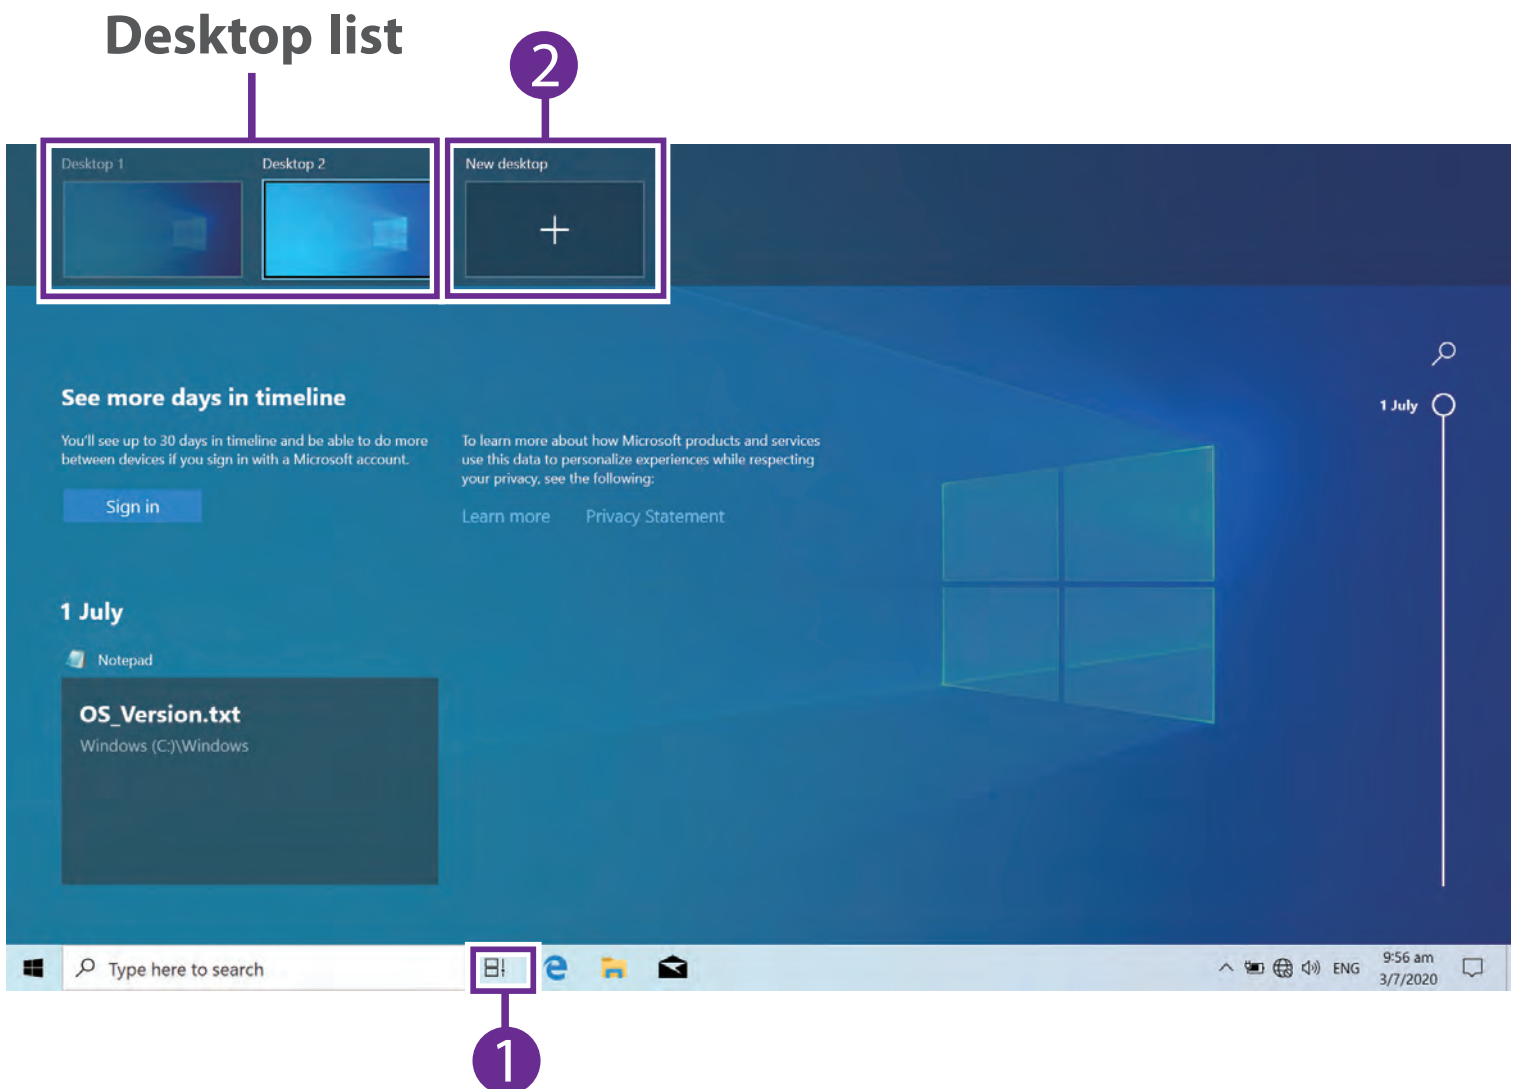 Desktop list
2
Desktop 1
Desktop 2
New desktop
See more days in timeline
You'll see up to 30 days in timeline and be able to do more
between devices if you sign in with a Microsoft account.
Sign in
To learn more about how Microsoft products and services
use this data to personalize experiences while respecting
your privacy, see the following:
Learn more
Privacy Statement
1 July
1 July
Notepad
OS_Version.txt
Windows (C:)\Windows
Type here to search
ENG
9:56 am
3/7/2020
1